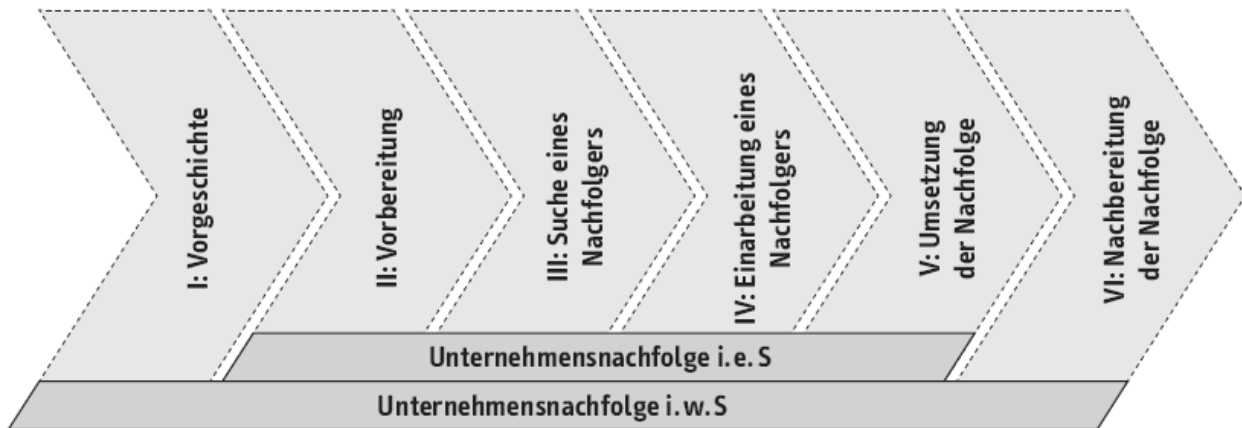 I: Vorgeschichte
II: Vorbereitung
III: Suche eines
Nachfolgers
IV: Einarbeitung eines
Nachfolgers
V: Umsetzung
der Nachfolge
VI: Nachbereitung
der Nachfolge
Unternehmensnachfolge i.e.S
Unternehmensnachfolge i.w.S